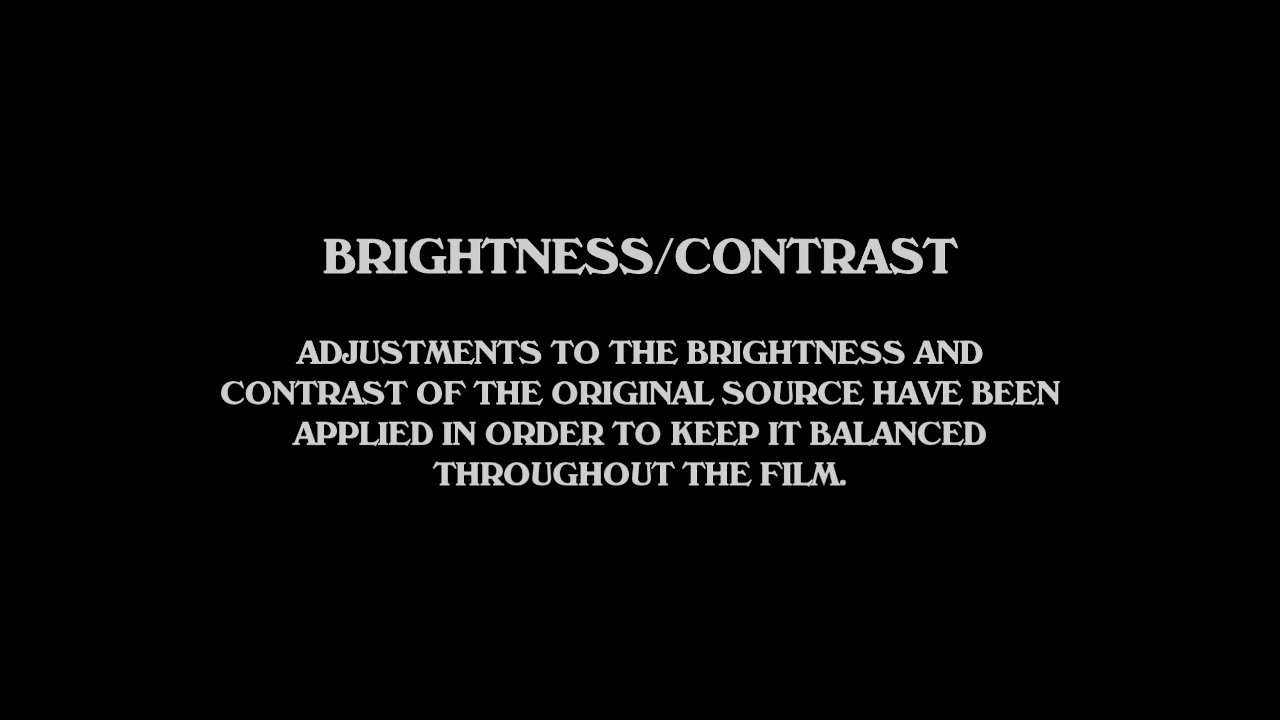 BRIGHTNESS/CONTRAST
ADJUSTMENTS TO THE BRIGHTNESS AND
CONTRAST OF THE ORIGINAL SOURCE HAVE BEEN
APPLIED IN ORDER TO KEEP IT BALANCED
THROUGHOUT THE FILM.